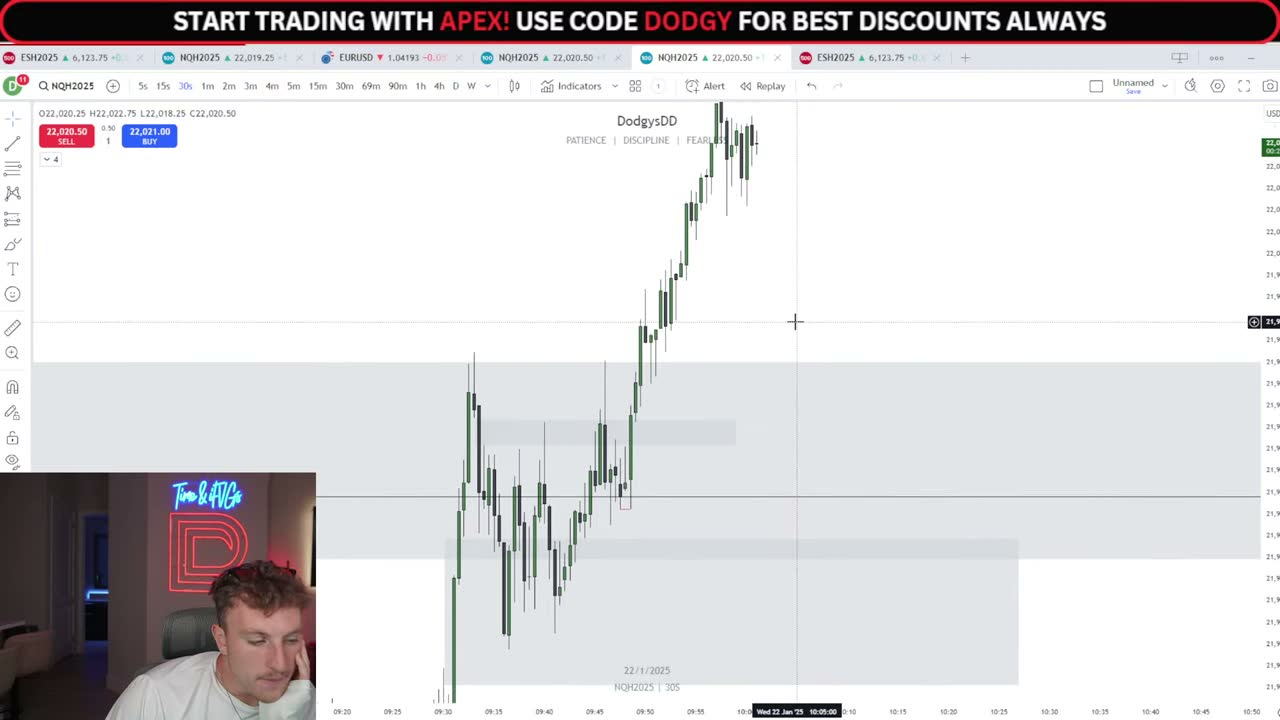 START TRADING WITH APEX! USE CODE DODGY FOR BEST DISCOUNTS ALWAYS
ESH2025 6,123.75
NQH2025 22,019.25
EURUSD 1.04193
NQH2025 22,020.50
NQH2025 22,020.50
ESH2025 6,123.75
D 11
NQH2025 5s 15s 30s 1m 2m 3m 4m 5m 15m 30m 69m 90m 1h 4h D W Indicators 1 Alert Replay Unnamed
Save
O22,020.25 H22,022.75 L22,018.25 C22,020.50
22,020.50 SELL 0.50 1 22,021.00 BUY
4
DodgysDD
PATIENCE | DISCIPLINE |
USD
Time & iFVGs
22/1/2025
NQH2025 | 30S
09:20 09:25 09:30 09:35 09:40 09:45 09:50 09:55 Wed 22 Jan '25 10:05:00 10:15 10:20 10:25 10:30 10:35 10:40 10:45 10:50